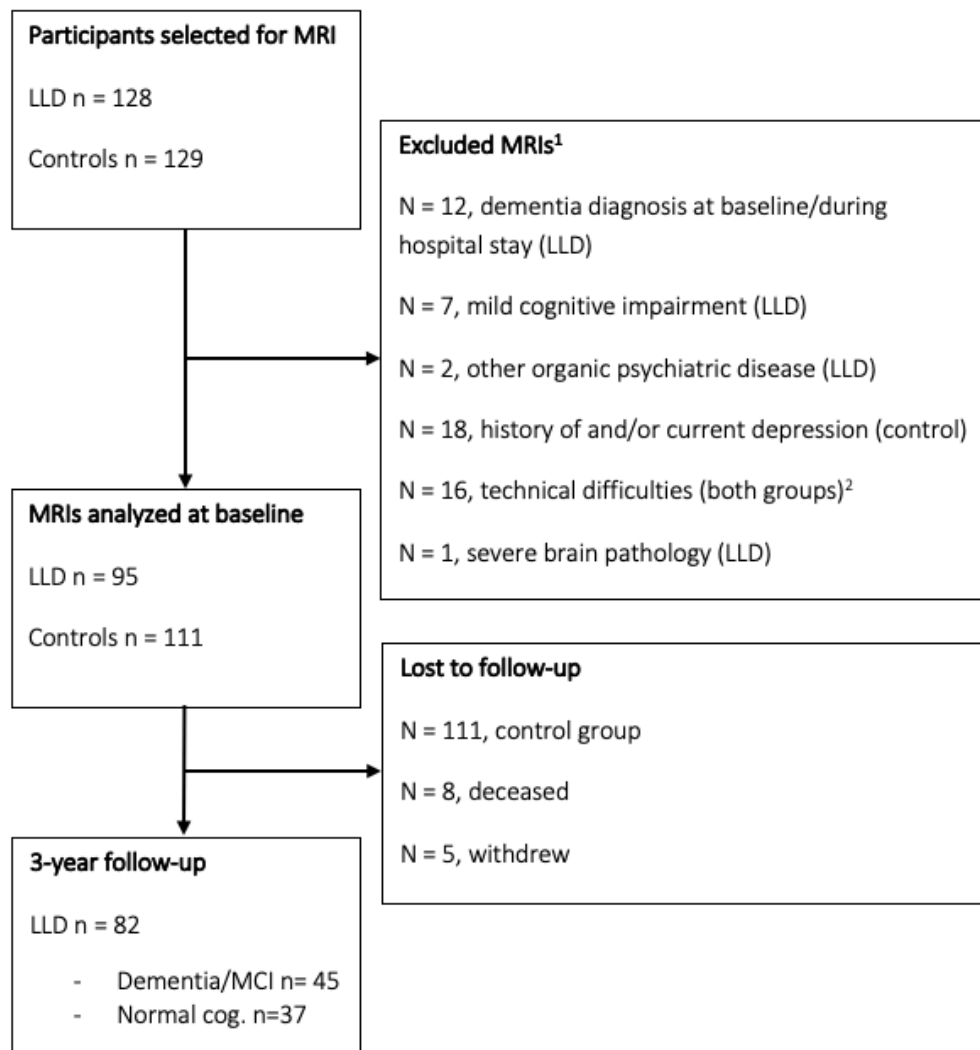 Participants selected for MRI
LLD n = 128
Controls n = 129
Excluded MRIs¹
N = 12, dementia diagnosis at baseline/during
hospital stay (LLD)
N = 7, mild cognitive impairment (LLD)
N = 2, other organic psychiatric disease (LLD)
N = 18, history of and/or current depression (control)
N = 16, technical difficulties (both groups)²
N = 1, severe brain pathology (LLD)
MRIs analyzed at baseline
LLD n = 95
Controls n = 111
Lost to follow-up
N = 111, control group
N = 8, deceased
N = 5, withdrew
3-year follow-up
LLD n = 82
- Dementia/MCI n= 45
- Normal cog. n=37